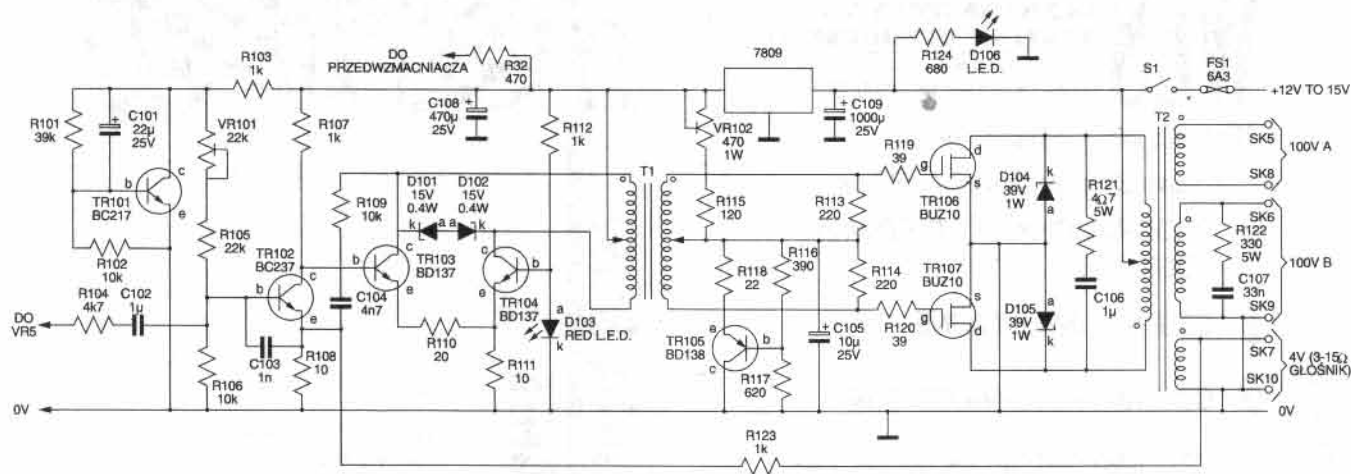 DO
PRZEDWZMACNIACZA
R32
470
R103
1k
R101
39k
C101
22µ
25V
VR101
22k
R107
1k
C108
470µ
25V
R112
1k
VR102
470
1W
7809
C109
1000µ
25V
R124
680
D106
L.E.D.
S1
FS1
6A3
+12V TO 15V
b
c
e
TR101
BC217
R102
10k
R105
22k
R104
4k7
C102
1µ
DO
VR5
R106
10k
TR102
BC237
b
c
e
C103
1n
R108
10
R109
10k
C104
4n7
D101
15V
0.4W
D102
15V
0.4W
k
a
a
k
b
c
e
TR103
BD137
c
b
e
TR104
BD137
R110
20
R111
10
a
D103
RED L.E.D.
k
T1
R115
120
R113
220
R118
22
R116
390
R114
220
e
TR105
BD138
b
c
R117
620
C105
10µ
25V
R119
39
g
d
s
TR106
BUZ10
TR107
BUZ10
R120
39
g
s
d
D104
39V
1W
k
a
D105
39V
1W
a
k
R121
4Ω7
5W
C106
1µ
T2
SK5
SK8
100V A
SK6
R122
330
5W
C107
33n
SK9
100V B
SK7
SK10
4V (3-15Ω
GŁOŚNIK)
0V
0V
R123
1k